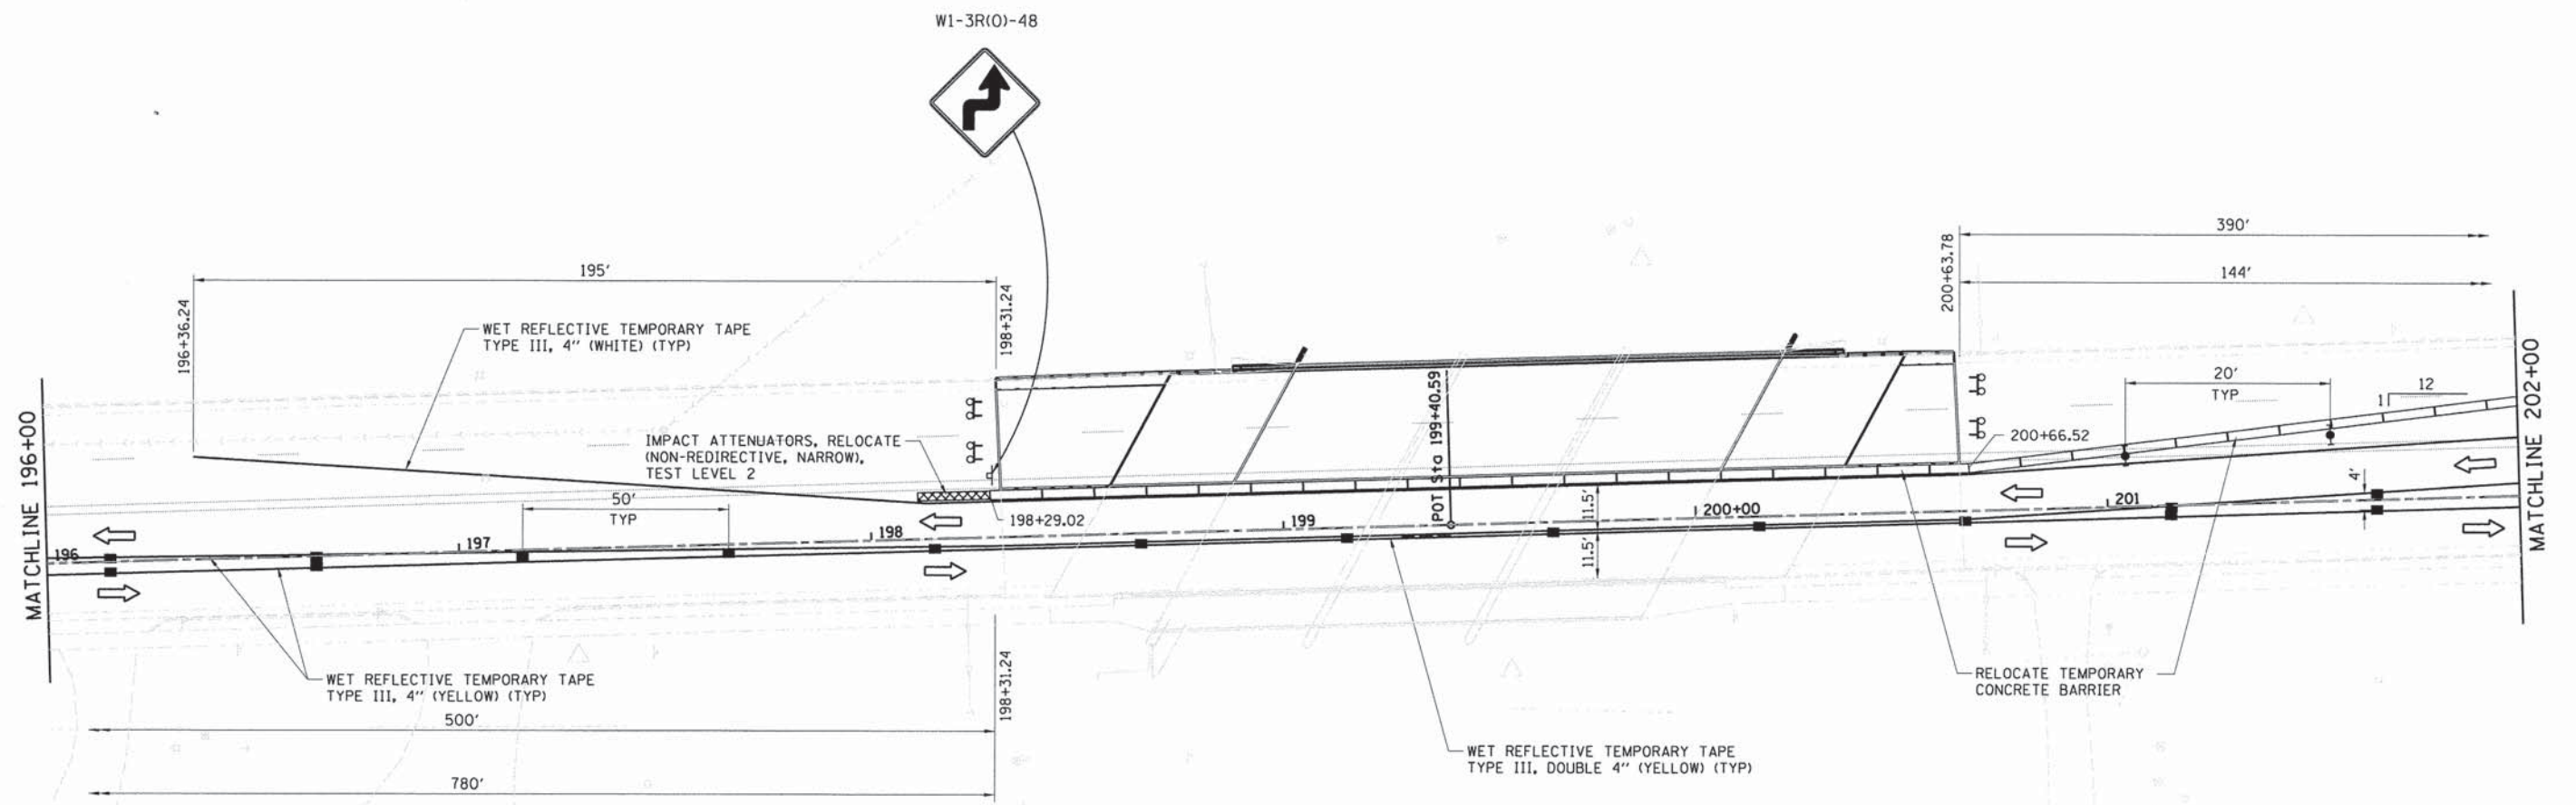 W1-3R(O)-48
390'
195'
144'
196+36.24
198+31.24
200+63.78
WET REFLECTIVE TEMPORARY TAPE
TYPE III, 4" (WHITE) (TYP)
20'
TYP
12
1
MATCHLINE 196+00
MATCHLINE 202+00
IMPACT ATTENUATORS, RELOCATE
(NON-REDIRECTIVE, NARROW),
TEST LEVEL 2
POT Sta 199+40.59
200+66.52
50'
TYP
198+29.02
11.5'
11.5'
4'
196
197
198
199
200+00
201
WET REFLECTIVE TEMPORARY TAPE
TYPE III, 4" (YELLOW) (TYP)
198+31.24
RELOCATE TEMPORARY
CONCRETE BARRIER
500'
WET REFLECTIVE TEMPORARY TAPE
TYPE III, DOUBLE 4" (YELLOW) (TYP)
780'